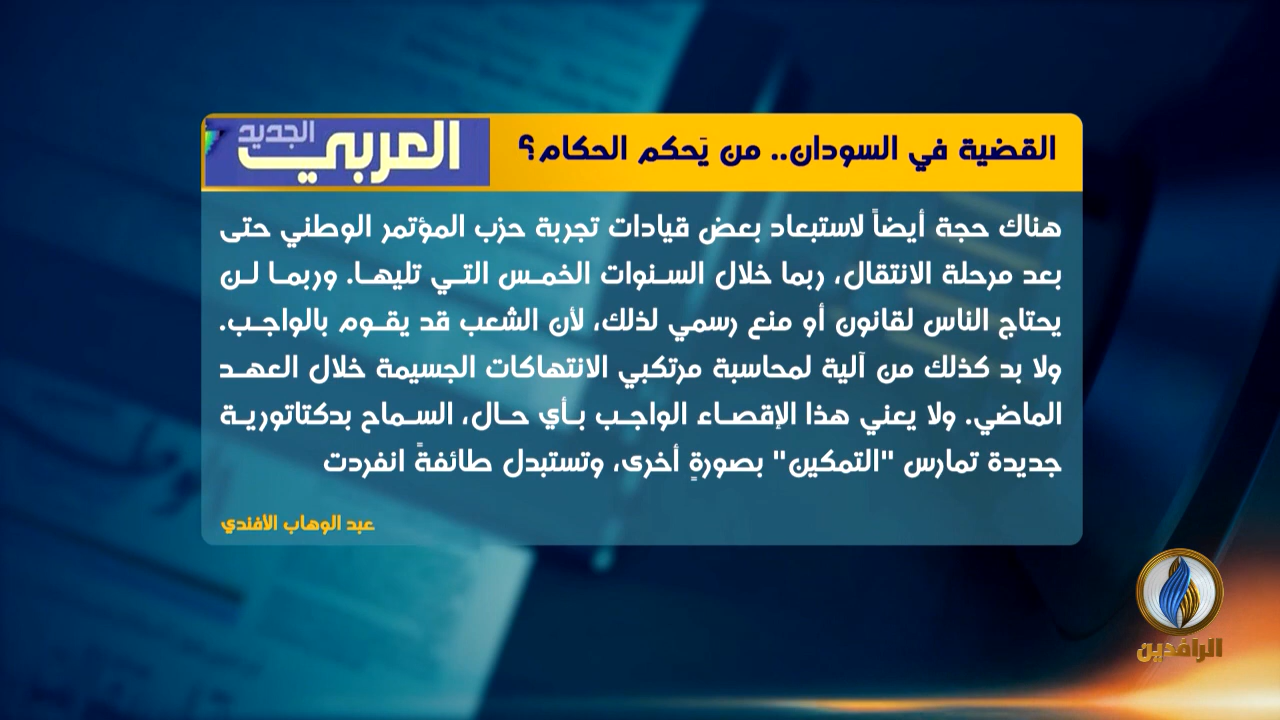 القضية في السودان.. من يَحكم الحكام؟
العربي الجديد
هناك حجة أيضاً لاستبعاد بعض قيادات تجربة حزب المؤتمر الوطني حتى
بعد مرحلة الانتقال، ربما خلال السنوات الخمس التي تليها. وربما لن
يحتاج الناس لقانون أو منع رسمي لذلك، لأن الشعب قد يقوم بالواجب.
ولا بد كذلك من آلية لمحاسبة مرتكبي الانتهاكات الجسيمة خلال العهد
الماضي. ولا يعني هذا الإقصاء الواجب بأي حال، السماح بدكتاتورية
جديدة تمارس "التمكين" بصورةٍ أخرى، وتستبدل طائفةً انفردت
عبد الوهاب الأفندي
الرافدين